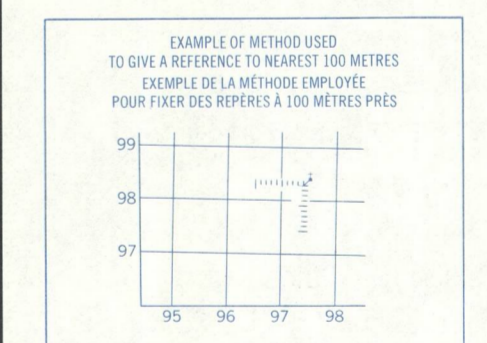 EXAMPLE OF METHOD USED
TO GIVE A REFERENCE TO NEAREST 100 METRES
EXEMPLE DE LA MÉTHODE EMPLOYÉE
POUR FIXER DES REPÈRES À 100 MÈTRES PRÈS
99
98
97
95 96 97 98